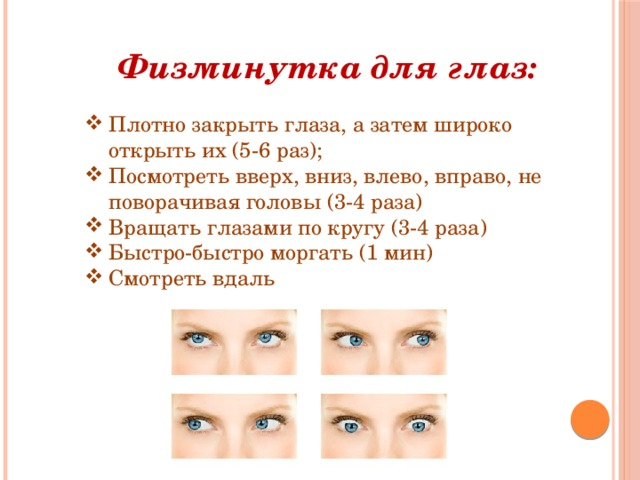 Физминутка для глаз:
❖ Плотно закрыть глаза, а затем широко
открыть их (5-6 раз);
❖ Посмотреть вверх, вниз, влево, вправо, не
поворачивая головы (3-4 раза)
❖ Вращать глазами по кругу (3-4 раза)
❖ Быстро-быстро моргать (1 мин)
❖ Смотреть вдаль